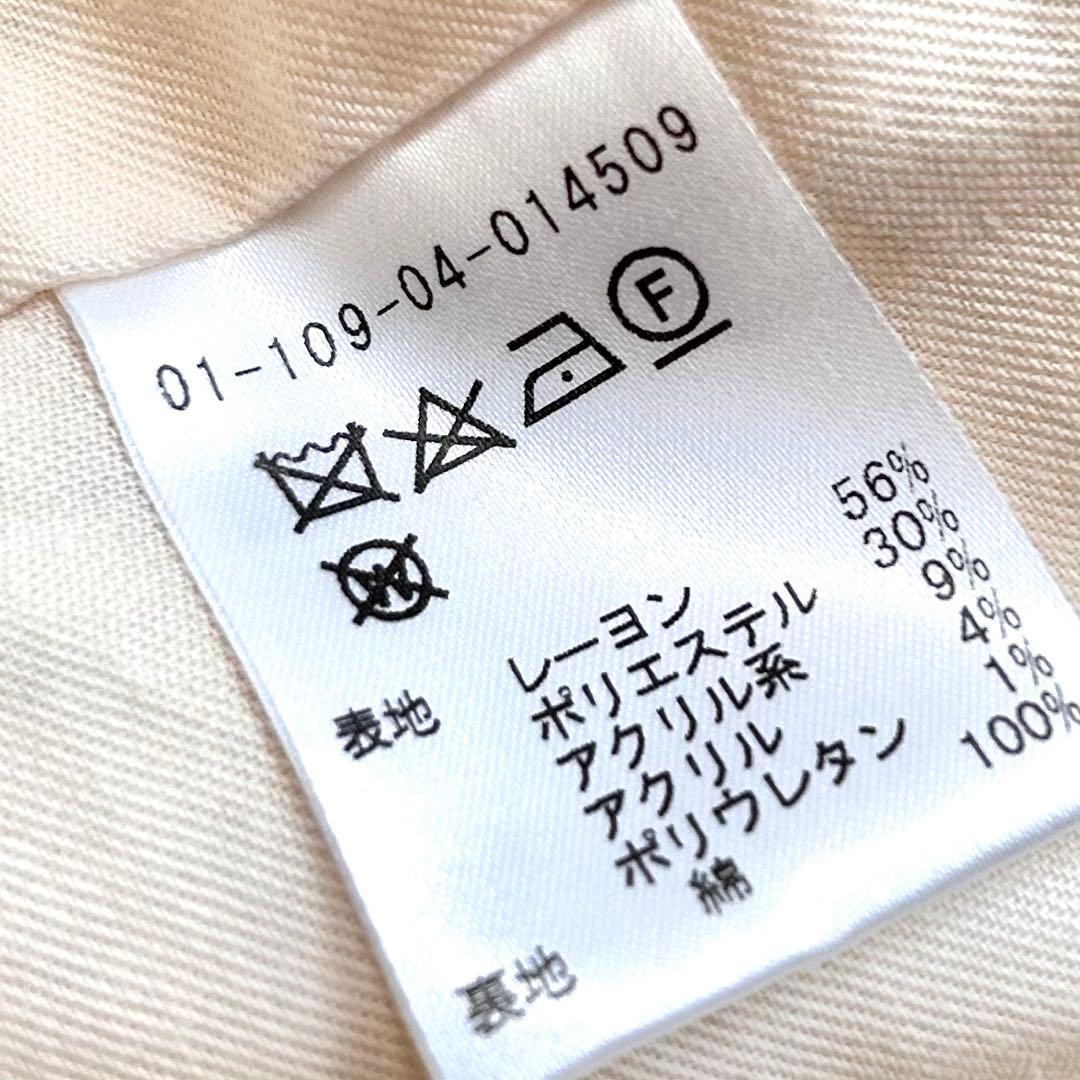 01-109-04-014509
F
W
表地 レーヨン 56%
ポリエステル 30%
アクリル系 9%
アクリル 4%
ポリウレタン 1%
裏地 綿 100%